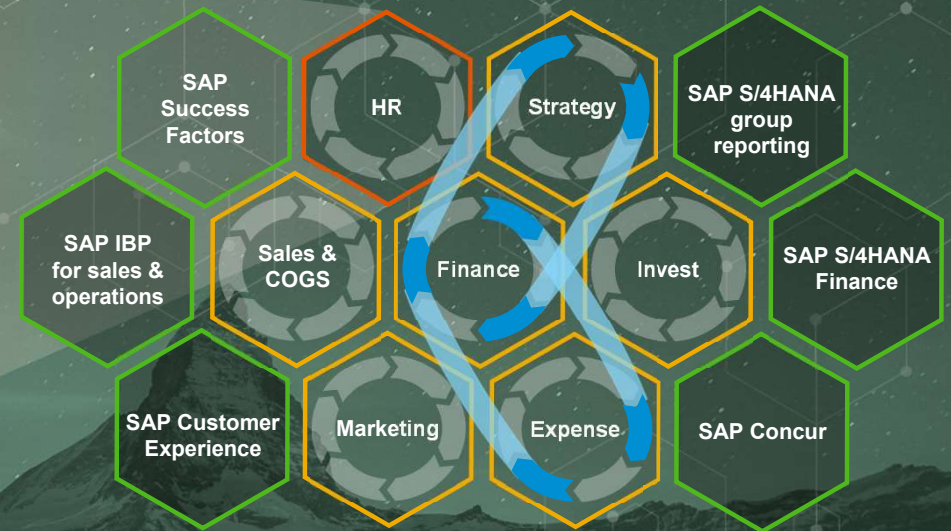 SAP
Success
Factors
HR
Strategy
SAP S/4HANA
group
reporting
SAP IBP
for sales &
operations
Sales &
COGS
Finance
Invest
SAP S/4HANA
Finance
SAP Customer
Experience
Marketing
Expense
SAP Concur